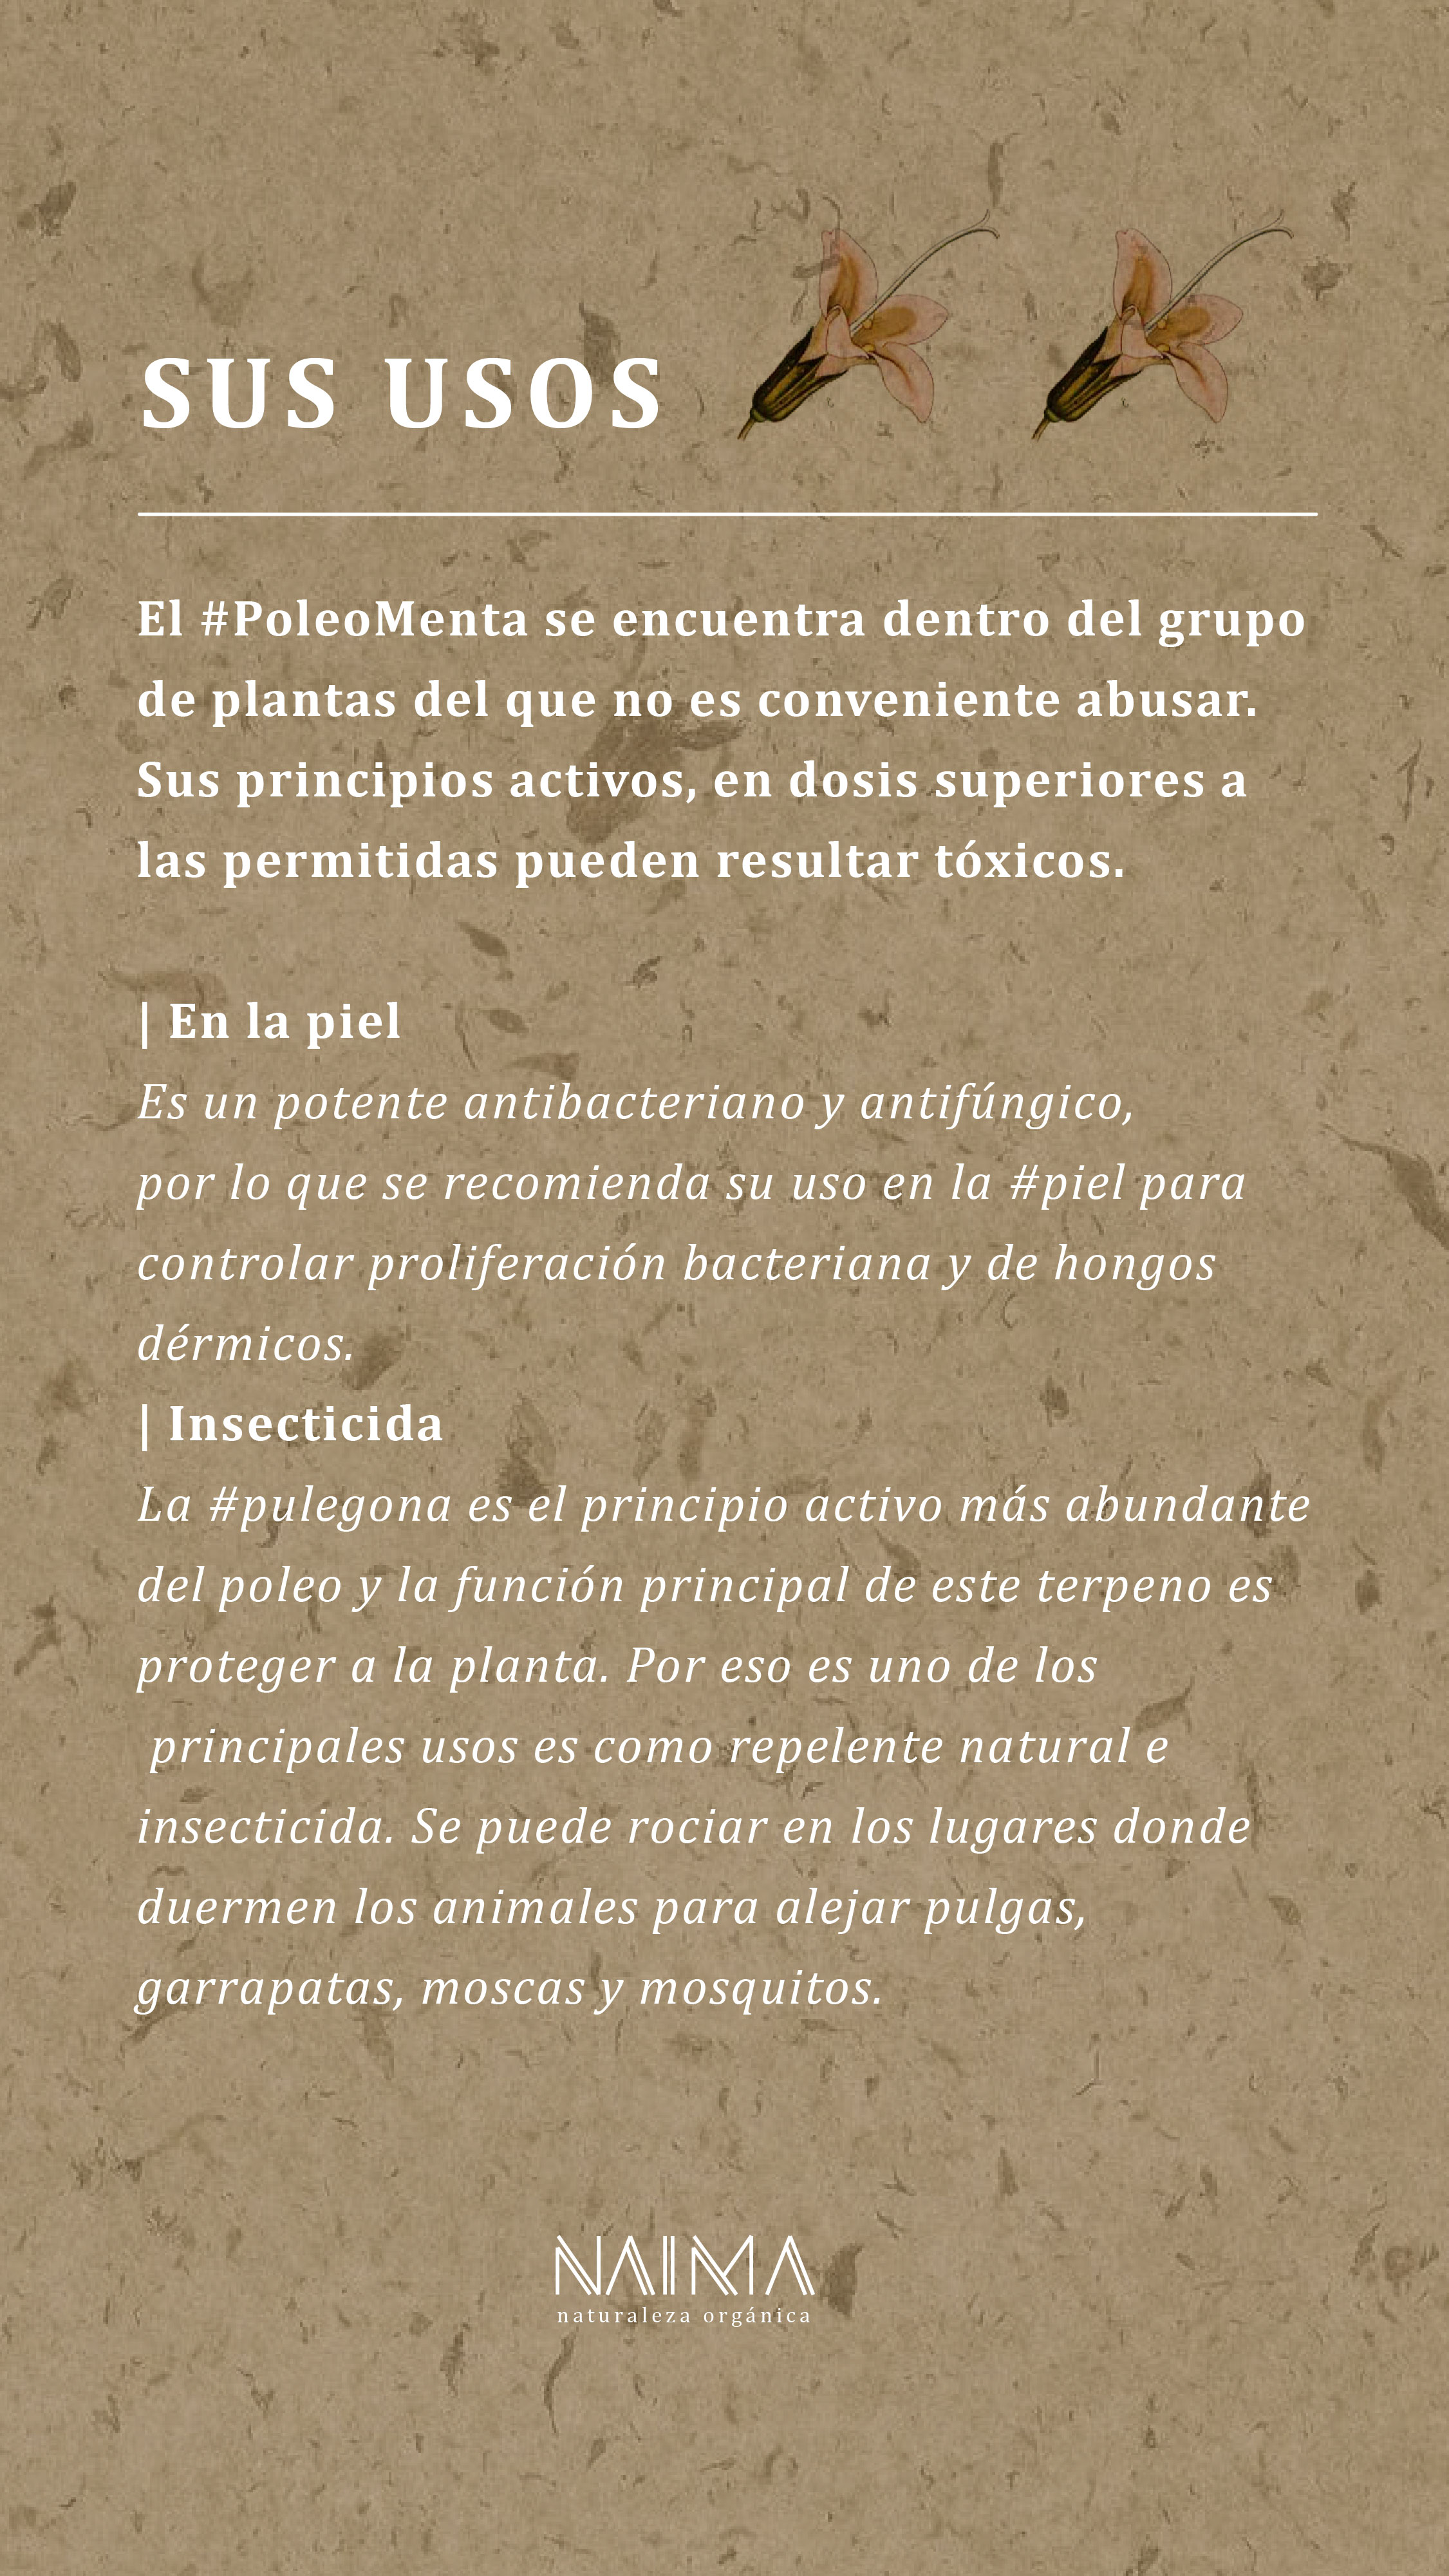 SUS USOS
El #PoleoMenta se encuentra dentro del grupo
de plantas del que no es conveniente abusar.
Sus principios activos, en dosis superiores a
las permitidas pueden resultar tóxicos.
| En la piel
Es un potente antibacteriano y antifúngico,
por lo que se recomienda su uso en la #piel para
controlar proliferación bacteriana y de hongos
dérmicos.
| Insecticida
La #pulegona es el principio activo más abundante
del poleo y la función principal de este terpeno es
proteger a la planta. Por eso es uno de los
principales usos es como repelente natural e
insecticida. Se puede rociar en los lugares donde
duermen los animales para alejar pulgas,
garrapatas, moscas y mosquitos.
NAIMA
naturaleza orgánica